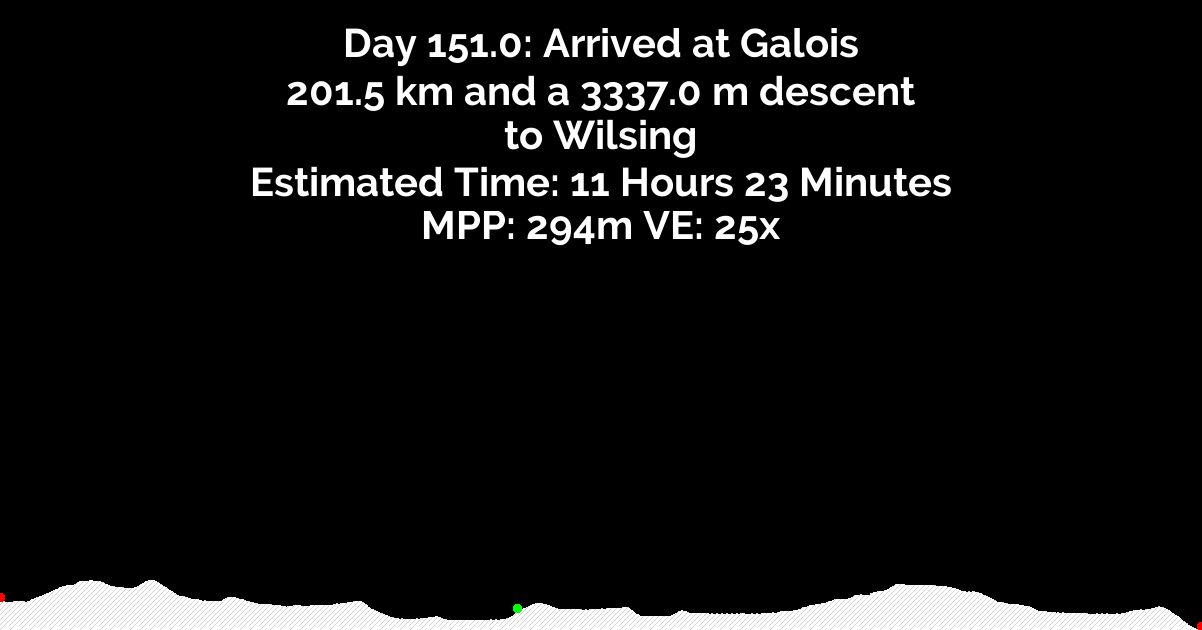 Day 151.0: Arrived at Galois
201.5 km and a 3337.0 m descent
to Wilsing
Estimated Time: 11 Hours 23 Minutes
MPP: 294m VE: 25x